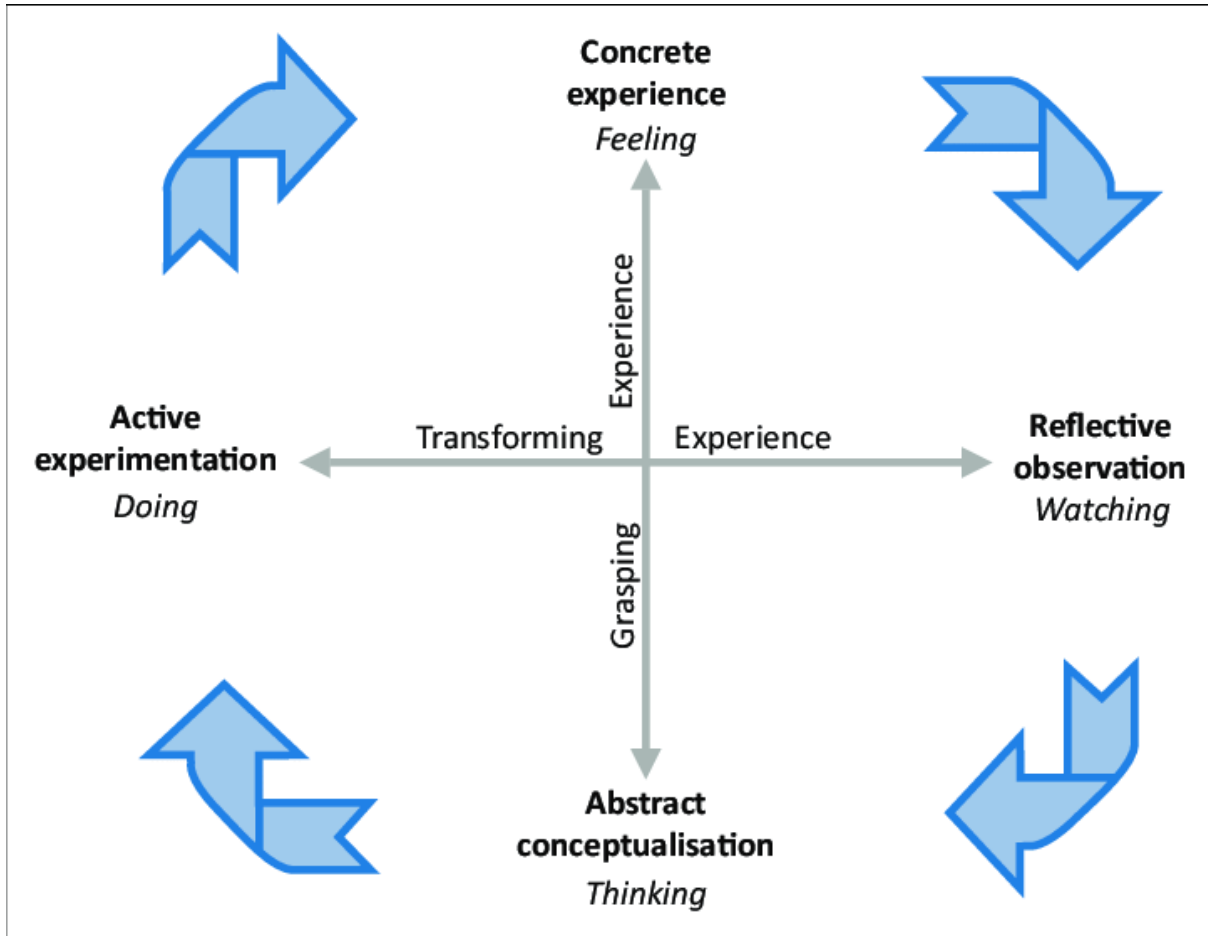 Concrete
experience
Feeling
Experience
Active
experimentation
Doing
Transforming
Experience
Reflective
observation
Watching
Grasping
Abstract
conceptualisation
Thinking